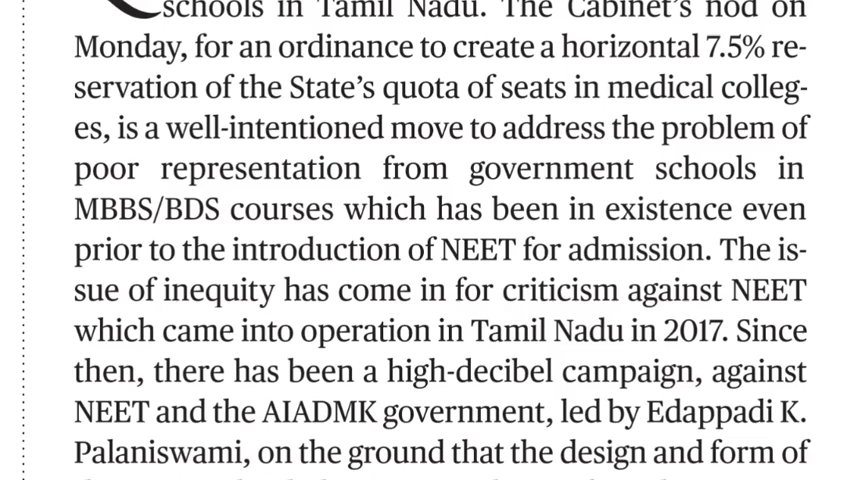 schools in Tamil Nadu. The Cabinet's nod on
Monday, for an ordinance to create a horizontal 7.5% re-
servation of the State's quota of seats in medical colleg-
es, is a well-intentioned move to address the problem of
poor representation from government schools in
MBBS/BDS courses which has been in existence even
prior to the introduction of NEET for admission. The is-
sue of inequity has come in for criticism against NEET
which came into operation in Tamil Nadu in 2017. Since
then, there has been a high-decibel campaign, against
NEET and the AIADMK government, led by Edappadi K.
Palaniswami, on the ground that the design and form of